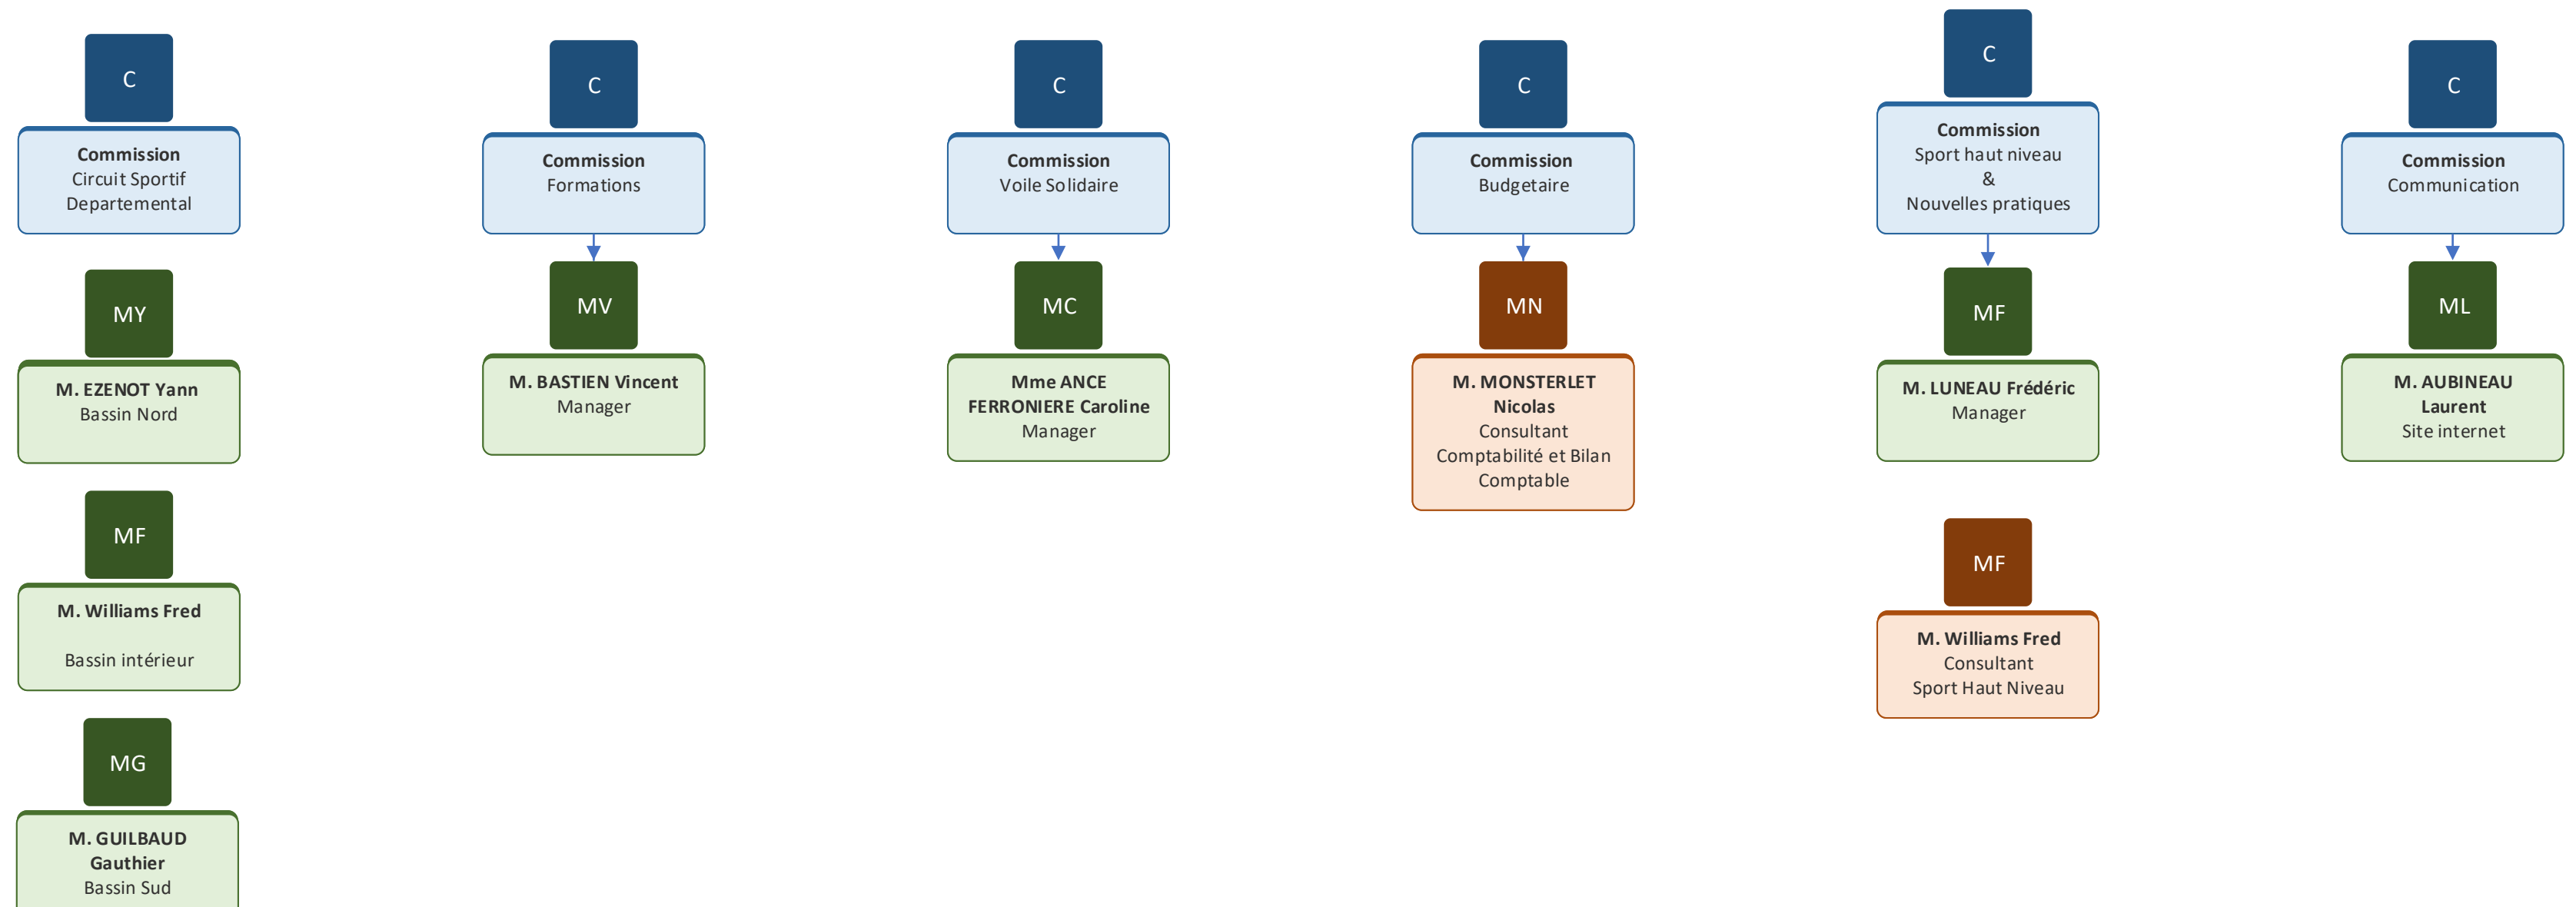 C
Commission
Circuit Sportif
Departemental
MY
M. EZENOT Yann
Bassin Nord
MF
M. Williams Fred
Bassin intérieur
MG
M. GUILBAUD
Gauthier
Bassin Sud
C
Commission
Formations
MV
M. BASTIEN Vincent
Manager
C
Commission
Voile Solidaire
MC
Mme ANCE
FERRONIERE Caroline
Manager
C
Commission
Budgetaire
MN
M. MONSTERLET
Nicolas
Consultant
Comptabilité et Bilan
Comptable
C
Commission
Sport haut niveau
&
Nouvelles pratiques
MF
M. LUNEAU Frédéric
Manager
MF
M. Williams Fred
Consultant
Sport Haut Niveau
C
Commission
Communication
ML
M. AUBINEAU
Laurent
Site internet